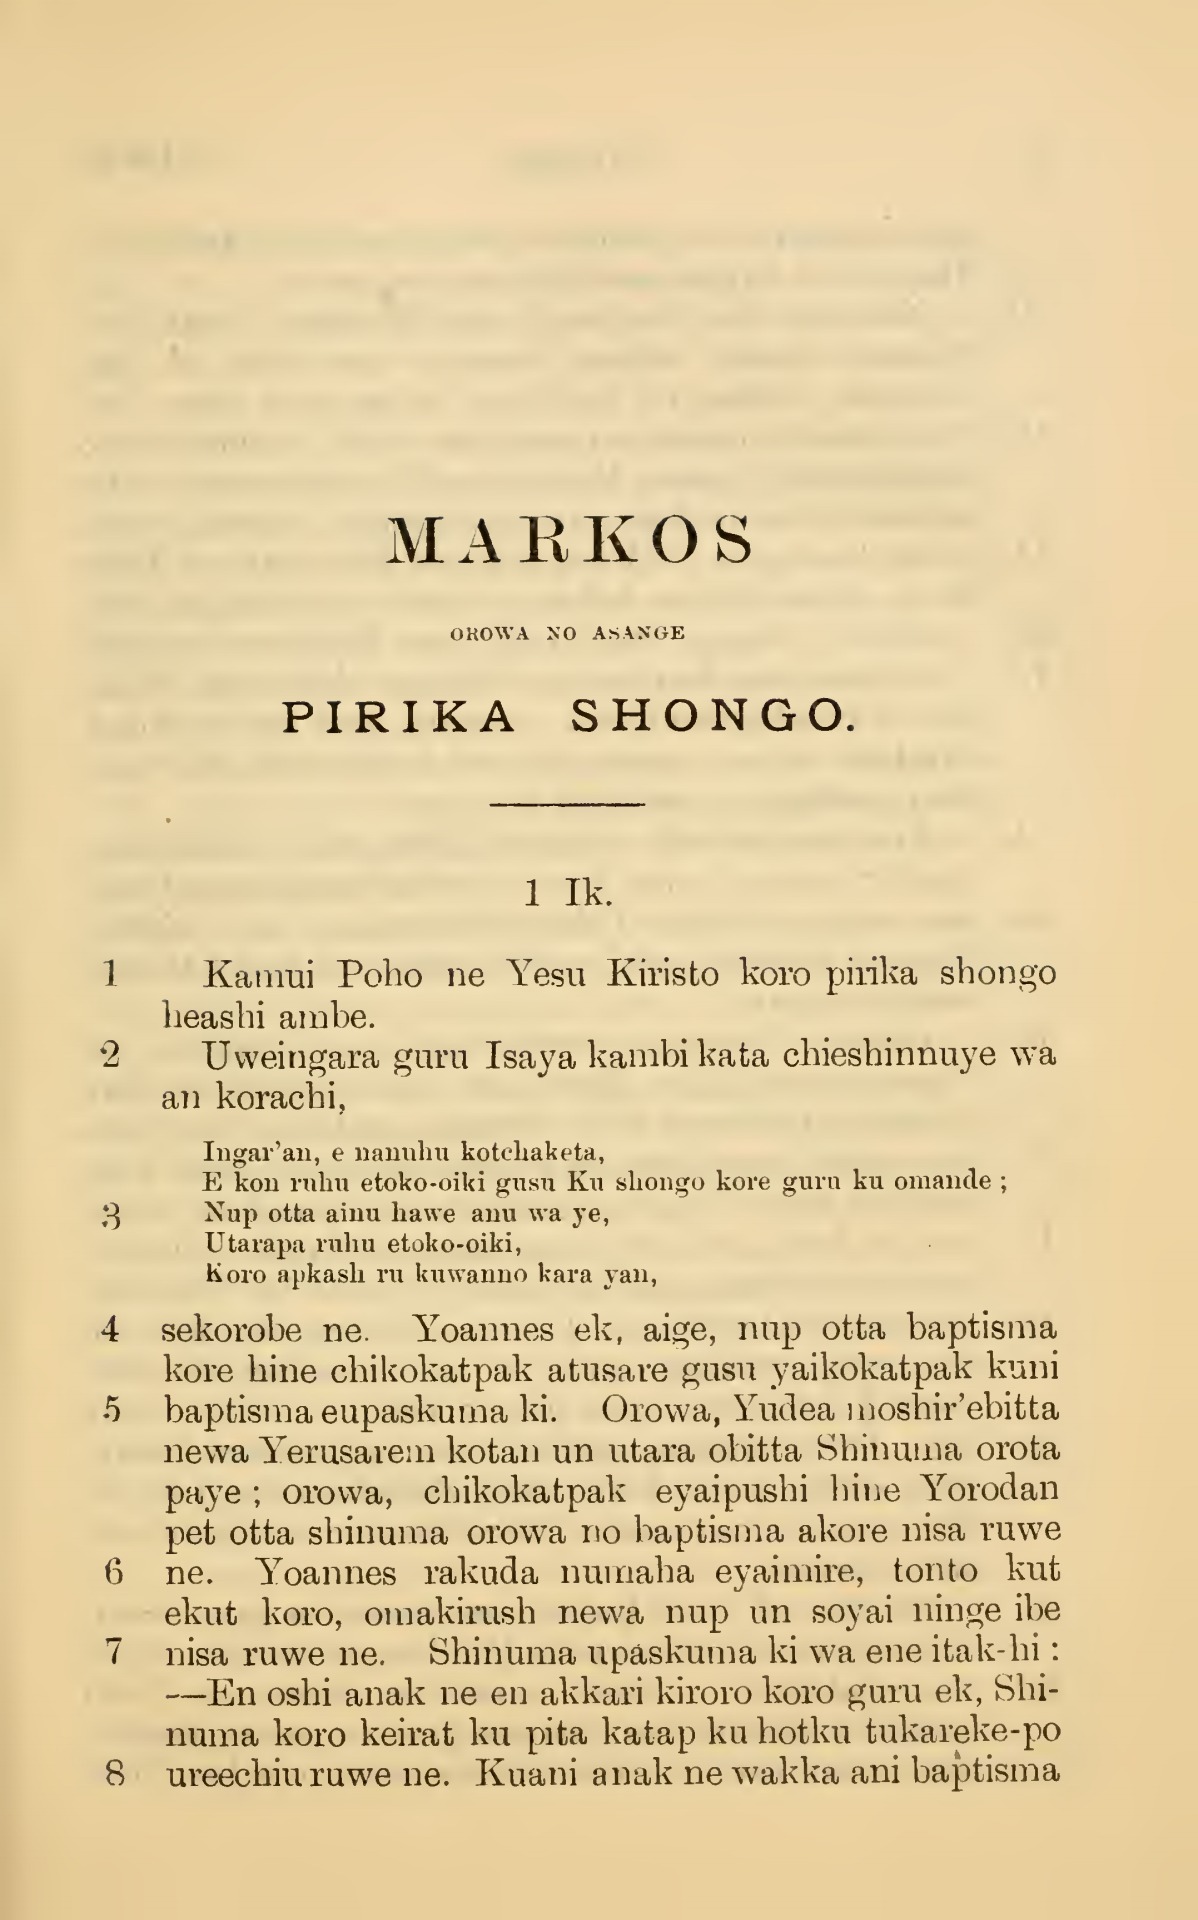 MARKOS
OROWA NO ASANGE
PIRIKA SHONGO.
1 Ik.
1 Kamui Poho ne Yesu Kiristo koro pirika shongo
heashi ambe.
2 Uweingara guru Isaya kambi kata chieshinnuye wa
an korachi,
Ingar'an, e nanuhu kotchaketa,
E kon ruhu etoko-oiki gusu Ku shongo kore guru ku omande ;
3 Nup otta ainu hawe anu wa ye,
Utarapa ruhu etoko-oiki,
Koro apkash ru kuwanno kara yan,
4 sekorobe ne. Yoannes ek, aige, nup otta baptisma
kore hine chikokatpak atusare gusu yaikokatpak kuni
5 baptisma eupaskuma ki. Orowa, Yudea moshir'ebitta
newa Yerusarem kotan un utara obitta Shinuma orota
paye ; orowa, chikokatpak eyaipushi hine Yorodan
pet otta shinuma orowa no baptisma akore nisa ruwe
6 ne. Yoannes rakuda numaha eyaimire, tonto kut
ekut koro, omakirush newa nup un soyai ninge ibe
7 nisa ruwe ne. Shinuma upaskuma ki wa ene itak-hi :
—En oshi anak ne en akkari kiroro koro guru ek, Shi-
numa koro keirat ku pita katap ku hotku tukareke-po
8 ureechiu ruwe ne. Kuani anak ne wakka ani baptisma